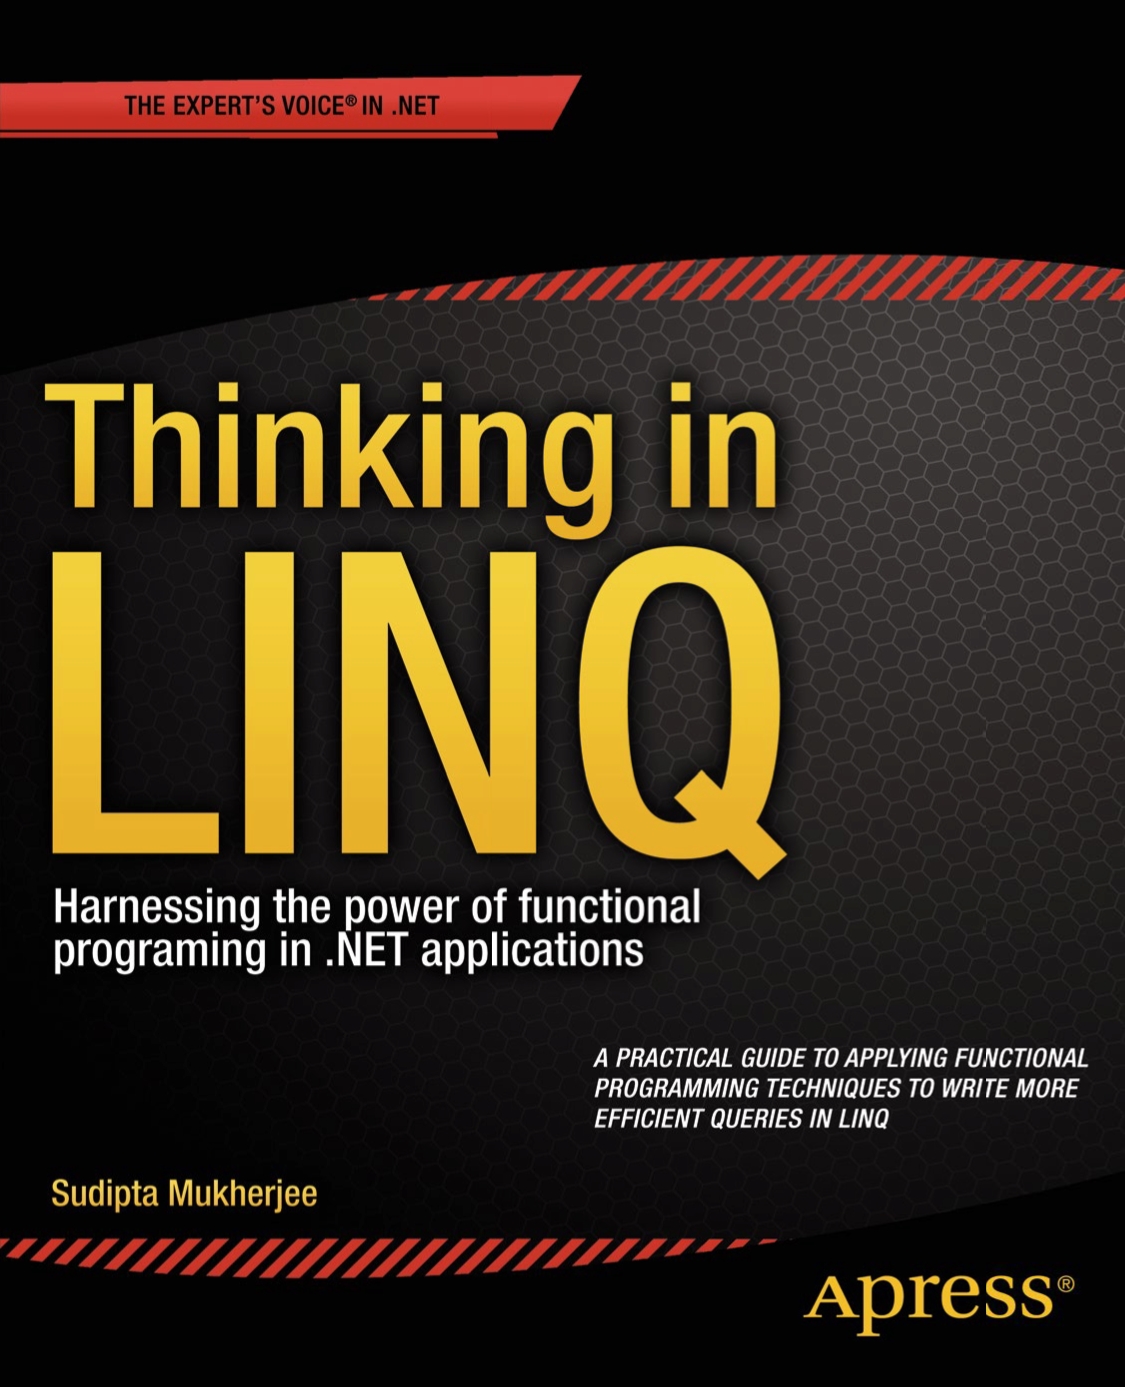 THE EXPERT'S VOICE® IN .NET
Thinking in
LINQ
Harnessing the power of functional
programing in .NET applications
A PRACTICAL GUIDE TO APPLYING FUNCTIONAL
PROGRAMMING TECHNIQUES TO WRITE MORE
EFFICIENT QUERIES IN LINQ
Sudipta Mukherjee
Apress®